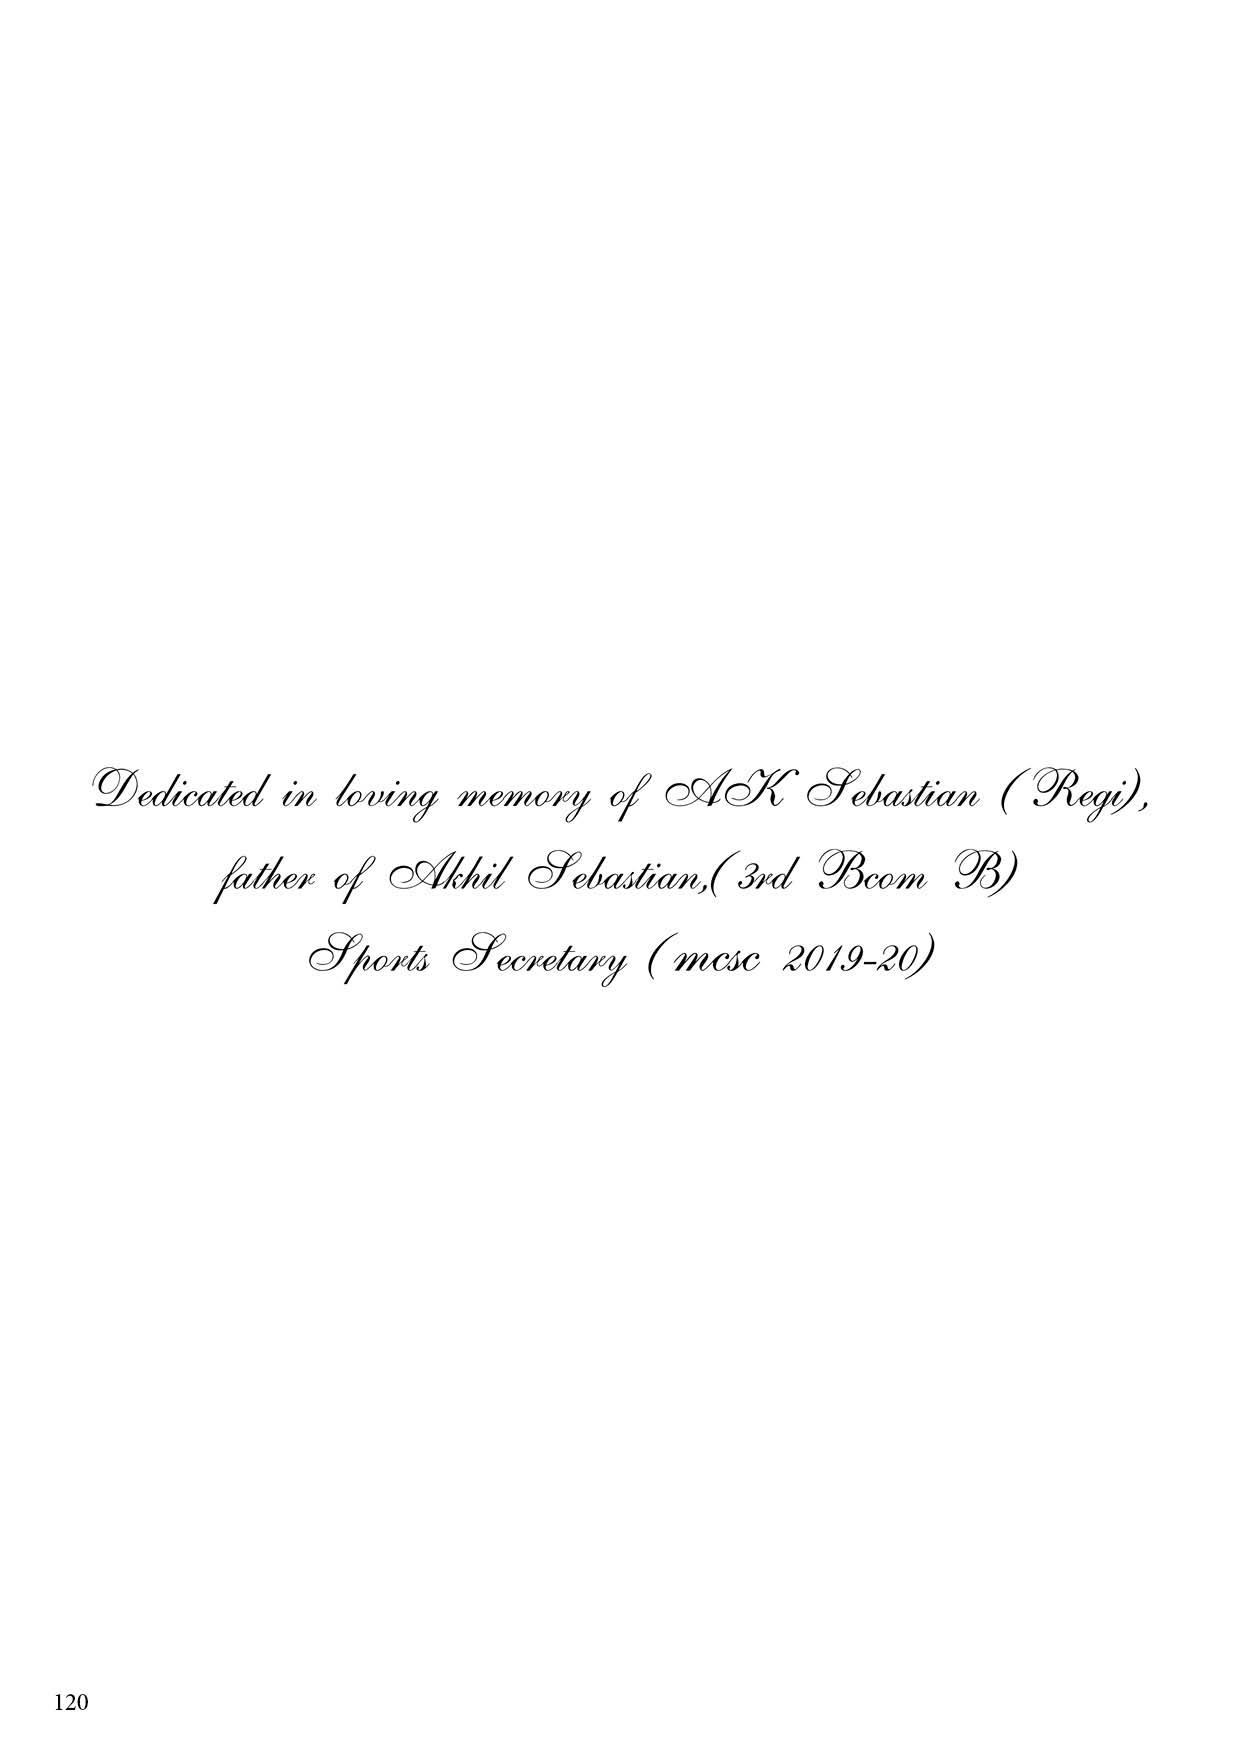 Dedicated in loving memory of AK Sebastian ( Regi),
father of Akhil Sebastian,( 3rd Bcom B)
Sports Secretary ( mcsc 2019-20)
120